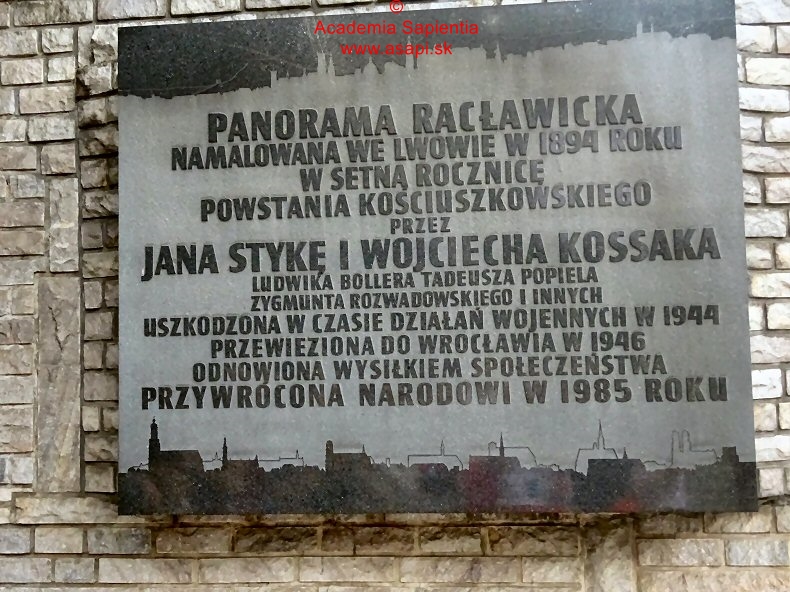 ©
Academia Sapientia
www.asapi.sk
PANORAMA RACŁAWICKA
NAMALOWANA WE LWOWIE W 1894 ROKU
W SETNĄ ROCZNICĘ
POWSTANIA KOŚCIUSZKOWSKIEGO
PRZEZ
JANA STYKĘ I WOJCIECHA KOSSAKA
LUDWIKA BOLLERA TADEUSZA POPIELA
ZYGMUNTA ROZWADOWSKIEGO I INNYCH
USZKODZONA W CZASIE DZIAŁAŃ WOJENNYCH W 1944
PRZEWIEZIONA DO WROCŁAWIA W 1946
ODNOWIONA WYSIŁKIEM SPOŁECZEŃSTWA
PRZYWRÓCONA NARODOWI W 1985 ROKU